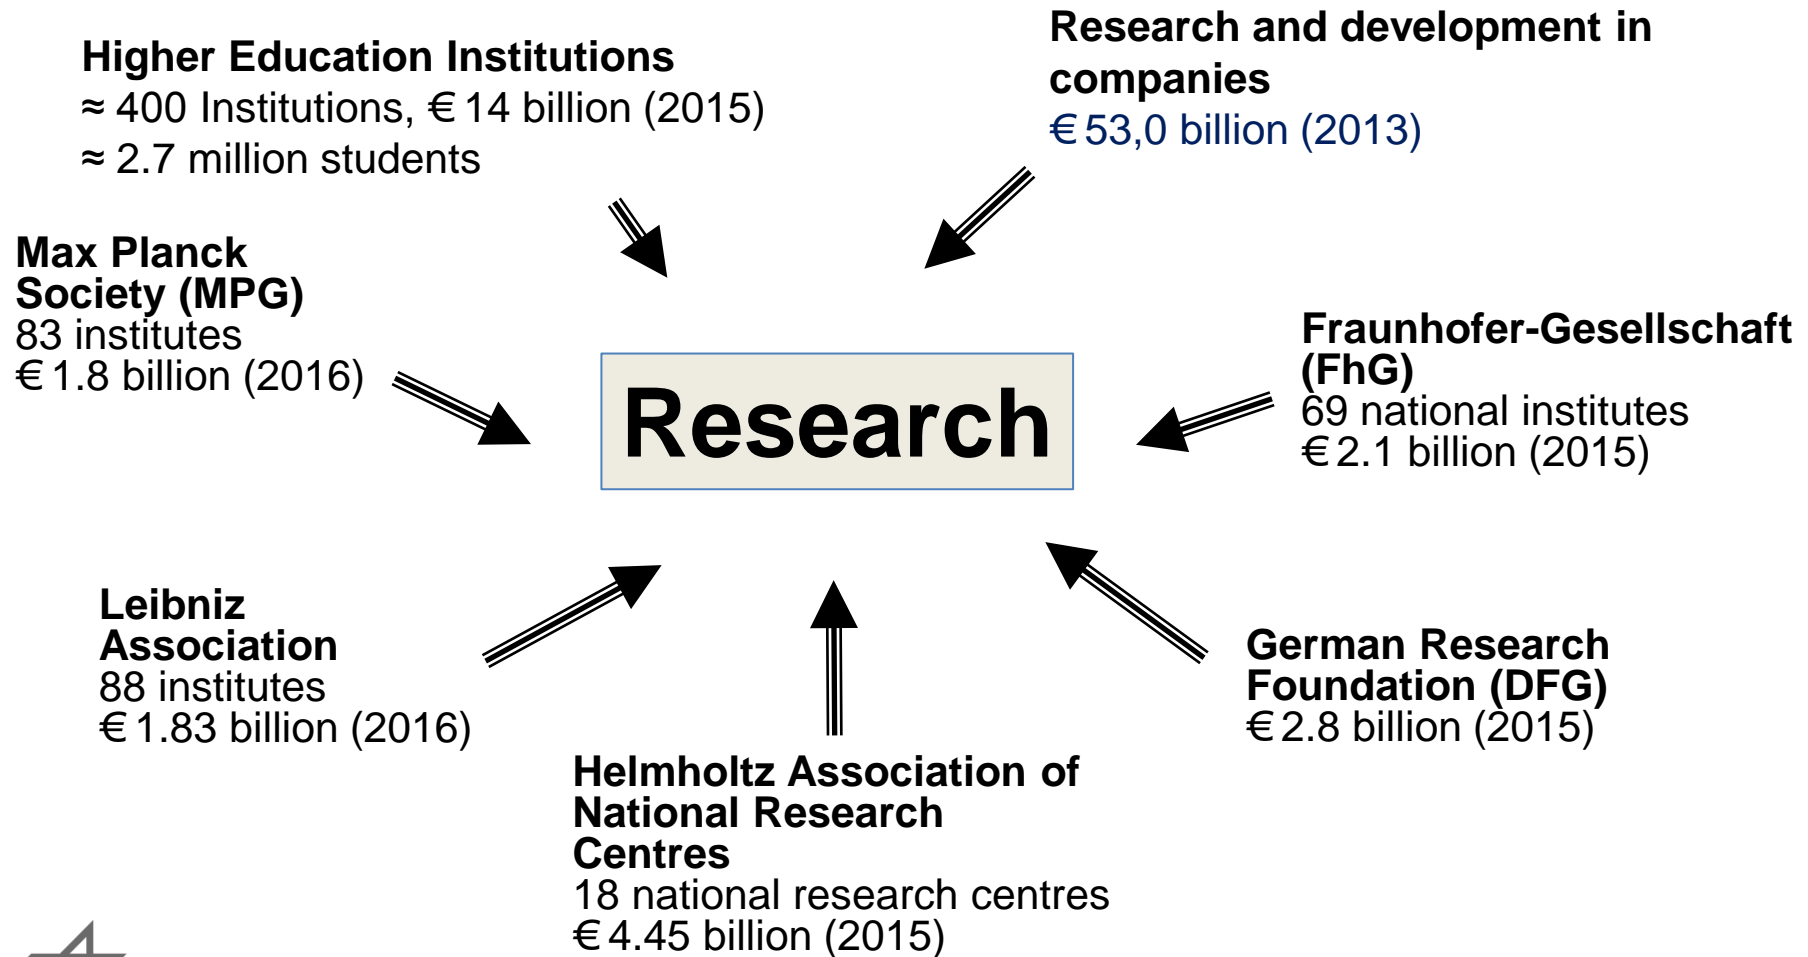 Higher Education Institutions
≈ 400 Institutions, € 14 billion (2015)
≈ 2.7 million students
Research and development in
companies
€ 53,0 billion (2013)
Max Planck
Society (MPG)
83 institutes
€ 1.8 billion (2016)
Fraunhofer-Gesellschaft
(FhG)
69 national institutes
€ 2.1 billion (2015)
Research
Leibniz
Association
88 institutes
€ 1.83 billion (2016)
German Research
Foundation (DFG)
€ 2.8 billion (2015)
Helmholtz Association of
National Research
Centres
18 national research centres
€ 4.45 billion (2015)